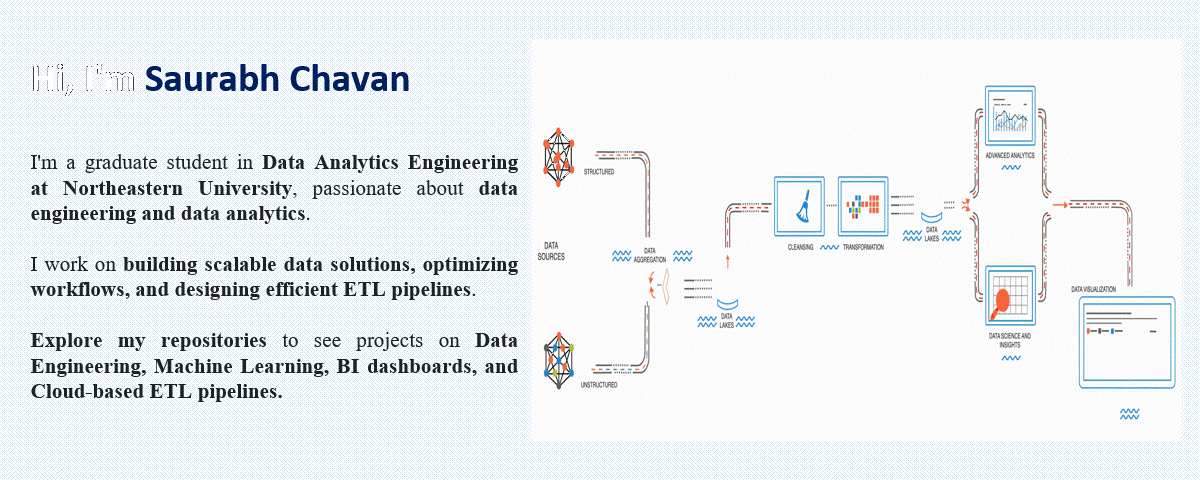 Hi, I'm Saurabh Chavan
I'm a graduate student in Data Analytics Engineering
at Northeastern University, passionate about data
engineering and data analytics.
I work on building scalable data solutions, optimizing
workflows, and designing efficient ETL pipelines.
Explore my repositories to see projects on Data
Engineering, Machine Learning, BI dashboards, and
Cloud-based ETL pipelines.
STRUCTURED
DATA
SOURCES
UNSTRUCTURED
DATA
AGGREGATION
DATA
LAKES
CLEANSING
TRANSFORMATION
DATA
LAKES
ADVANCED ANALYTICS
DATA SCIENCE AND
INSIGHTS
DATA VISUALIZATION